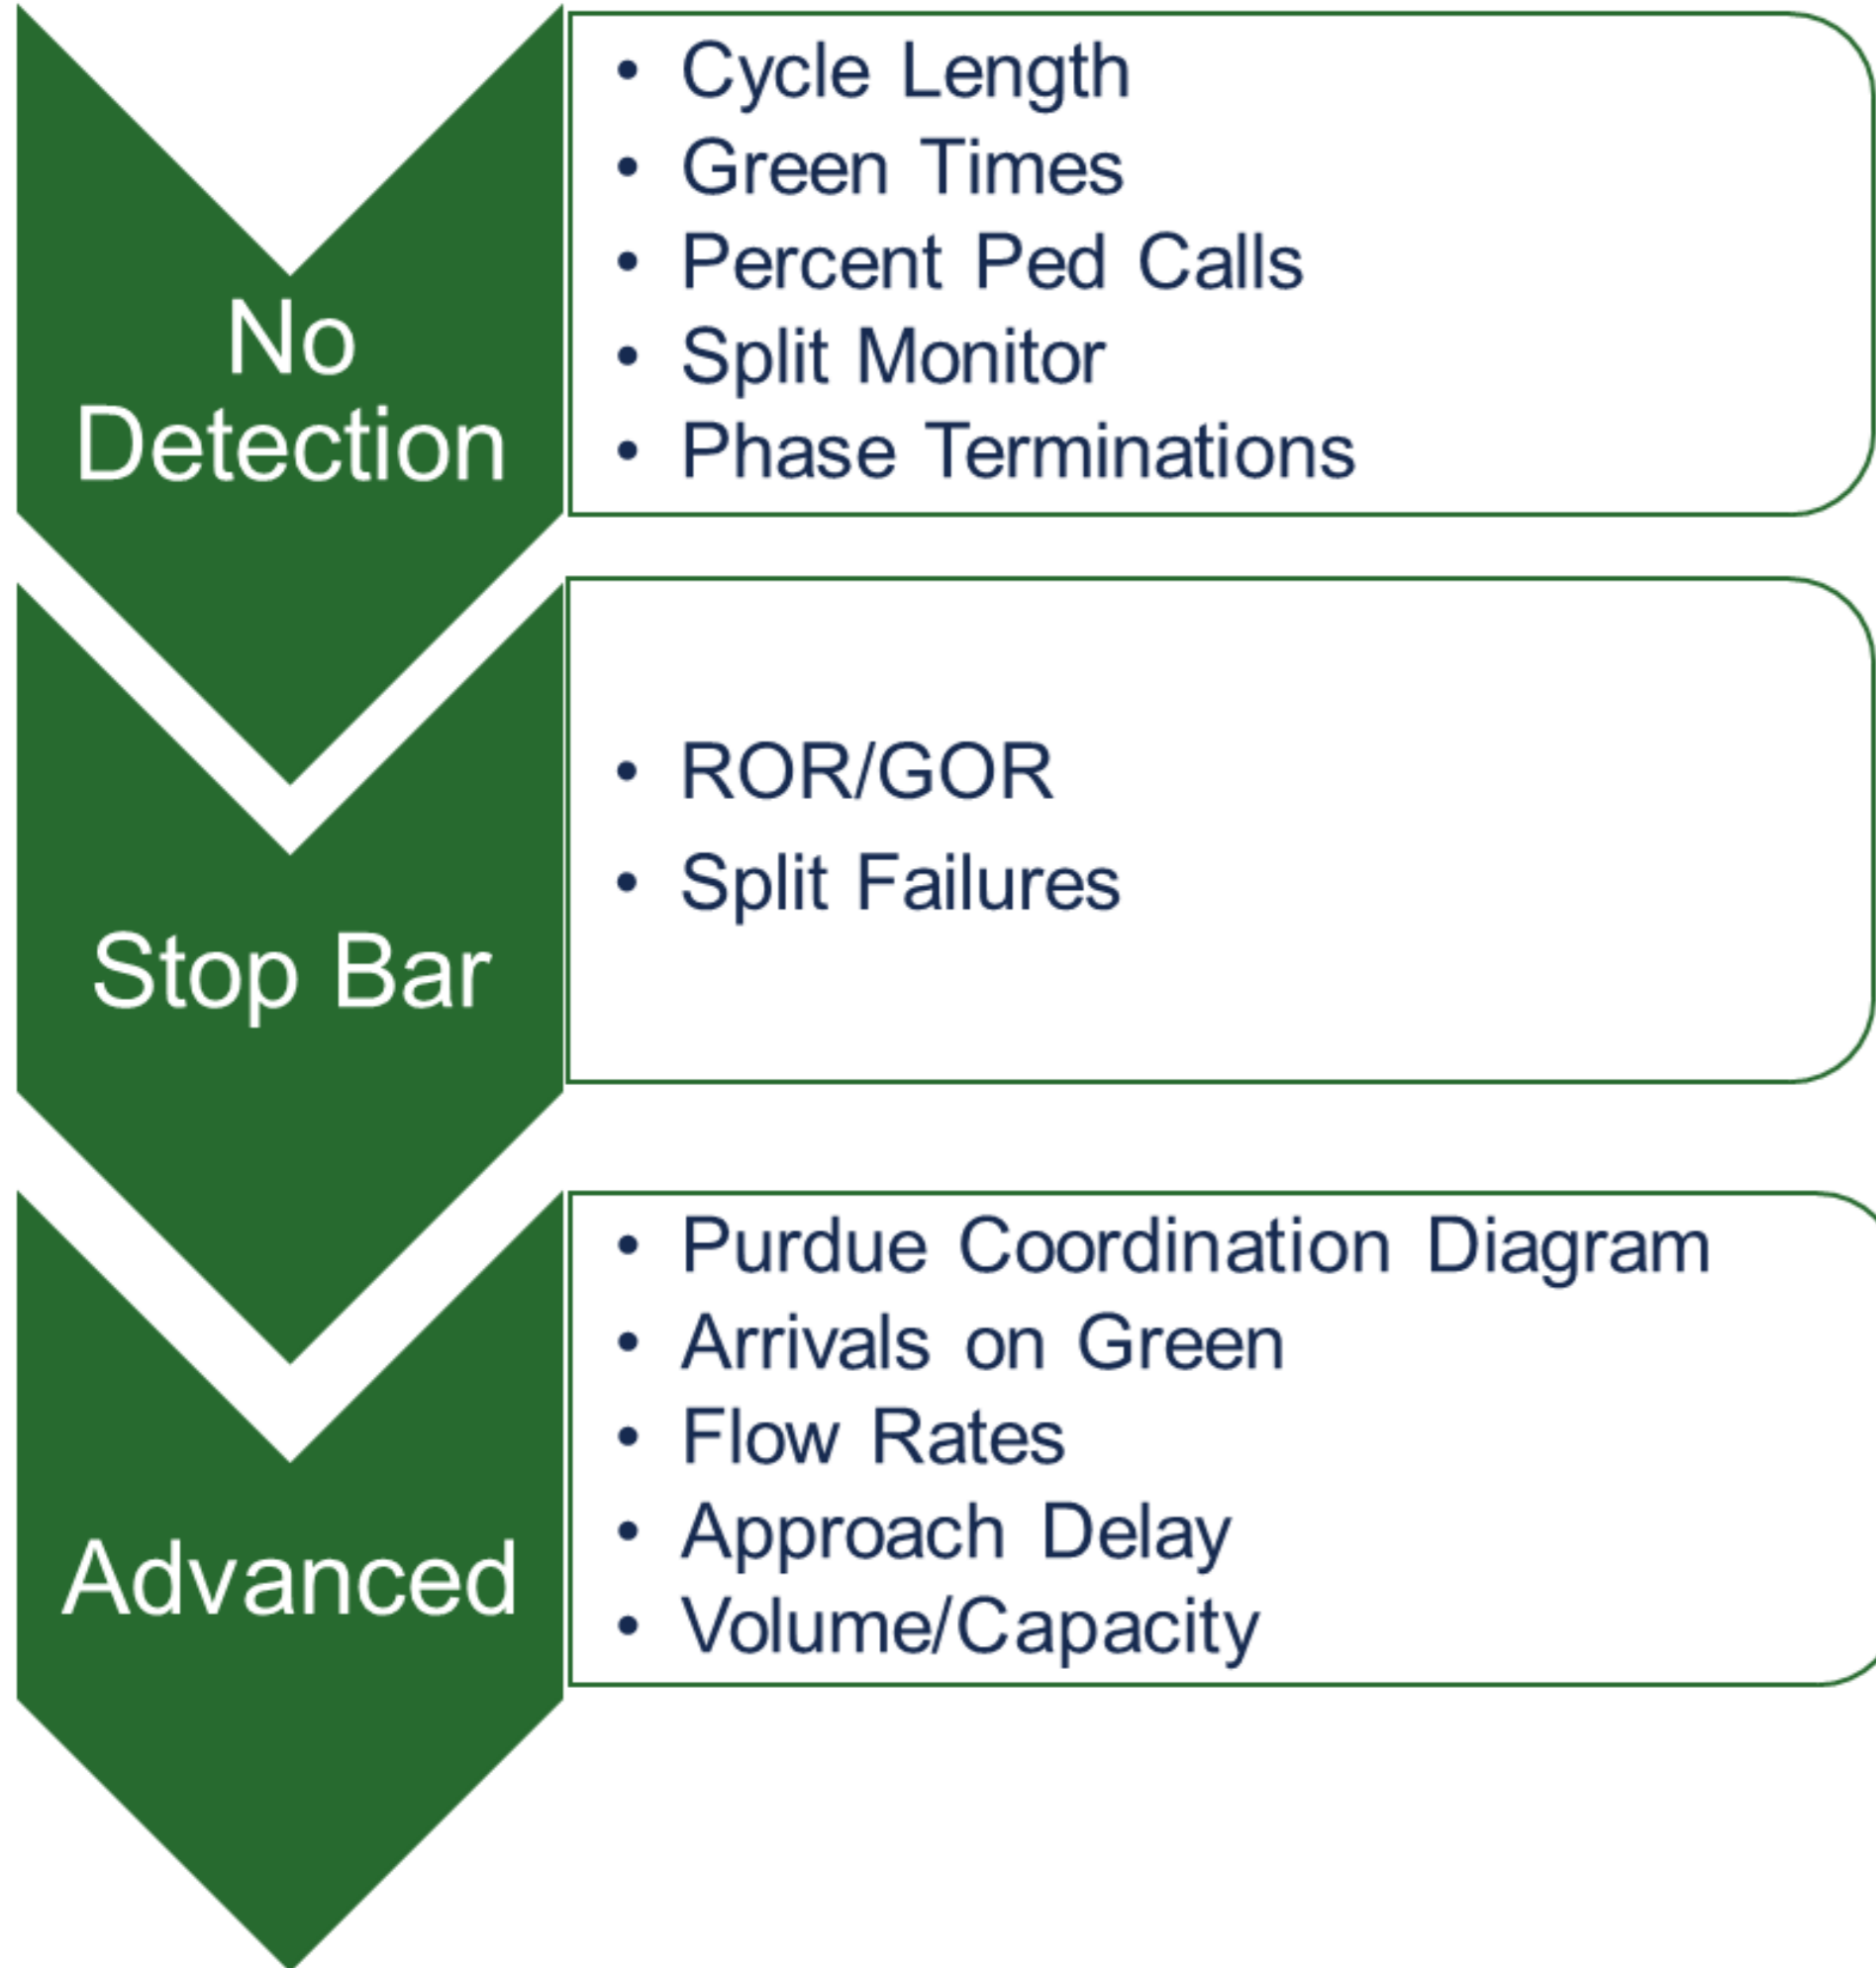 No
Detection
• Cycle Length
• Green Times
• Percent Ped Calls
• Split Monitor
• Phase Terminations
Stop Bar
• ROR/GOR
• Split Failures
Advanced
• Purdue Coordination Diagram
• Arrivals on Green
• Flow Rates
• Approach Delay
• Volume/Capacity